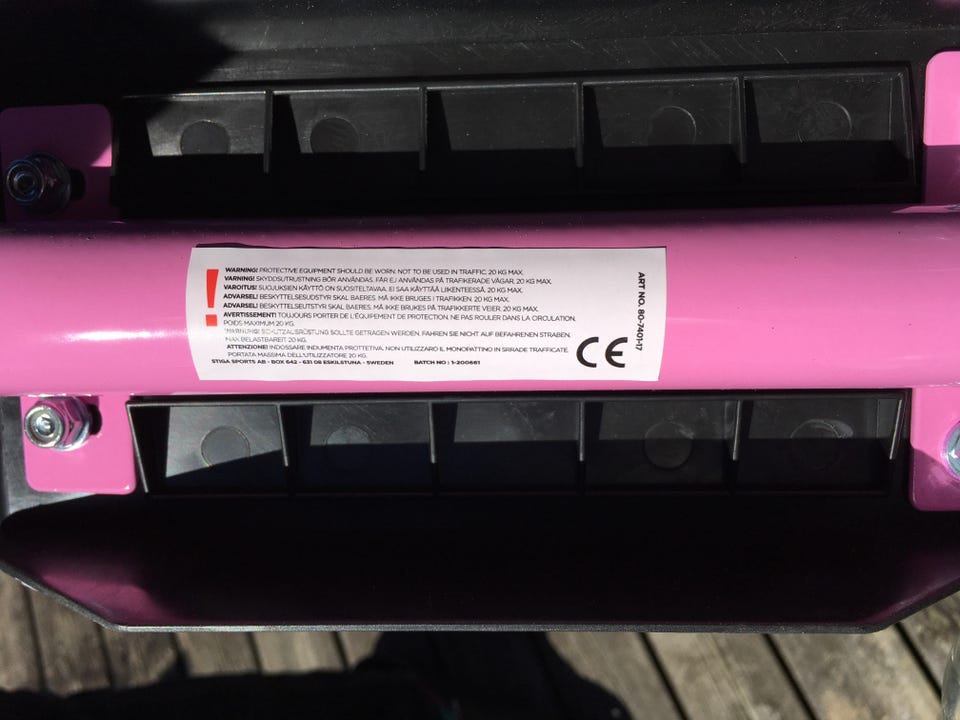 !
WARNING! PROTECTIVE EQUIPMENT SHOULD BE WORN. NOT TO BE USED IN TRAFFIC. 20 KG MAX.
VARNING! SKYDDSUTRUSTNING BÖR ANVÄNDAS. FÅR EJ ANVÄNDAS PÅ TRAFIKERADE VÄGAR. 20 KG MAX.
VAROITUS! SUOJUKSIEN KÄYTTÖ ON SUOSITELTAVAA. EI SAA KÄYTTÄÄ LIIKENTEESSÄ. 20 KG MAX.
ADVARSEL! BESKYTTELSESUDSTYR SKAL BAERES. MÅ IKKE BRUGES I TRAFIKKEN. 20 KG MAX.
ADVARSEL! BESKYTTELSEUTSTYR SKAL BAERES. MÅ IKKE BRUKES PÅ TRAFIKKERTE VEIER. 20 KG MAX.
AVERTISSEMENT! TOUJOURS PORTER DE L'ÉQUIPEMENT DE PROTECTION. NE PAS ROULER DANS LA CIRCULATION.
POIDS MAXIMUM 20 KG.
WARNUNG! SCHUTZAUSRÜSTUNG SOLLTE GETRAGEN WERDEN. FAHREN SIE NICHT AUF BEFAHRENEN STRABEN.
MAX BELASTBAREIT 20 KG.
ATTENZIONE! INDOSSARE INDUMENTA PROTTETIVA. NON UTILIZZARO IL MONOPATTINO IN SRRADE TRAFFICATE.
PORTATA MASSIMA DELL'UTILIZZATORE 20 KG.
STIGA SPORTS AB - BOX 642 - 631 08 ESKILSTUNA - SWEDEN BATCH NO : 1-200681
CE
ART NO. 80-7401-17